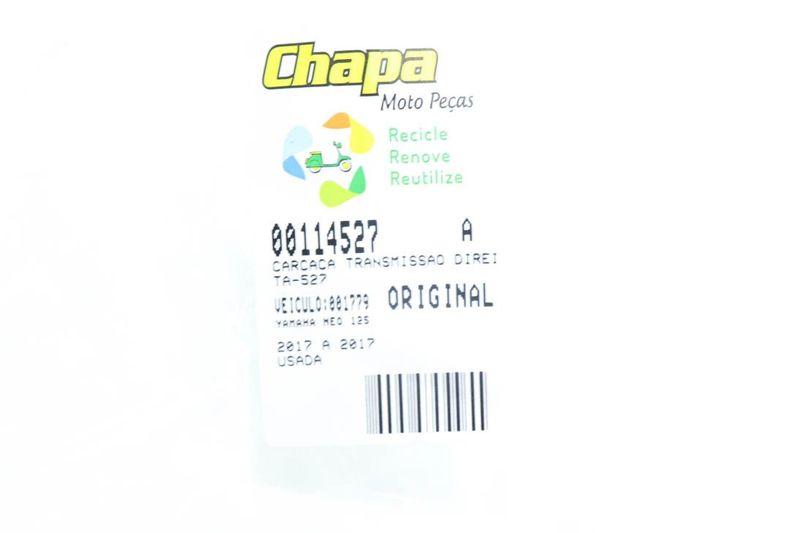 Chapa
Moto Peças
Recicle
Renove
Reutilize
00114527 A
CARCACA TRANSMISSAO DIREI
TA-527
VEICULO:001779 ORIGINAL
YAMAHA NEO 125
2017 A 2017
USADA